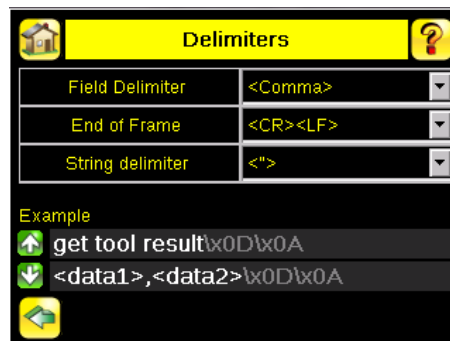 Delimiters
?
Field Delimiter <Comma>
End of Frame <CR><LF>
String delimiter <">
Example
get tool result\x0D\x0A
<data1>,<data2>\x0D\x0A